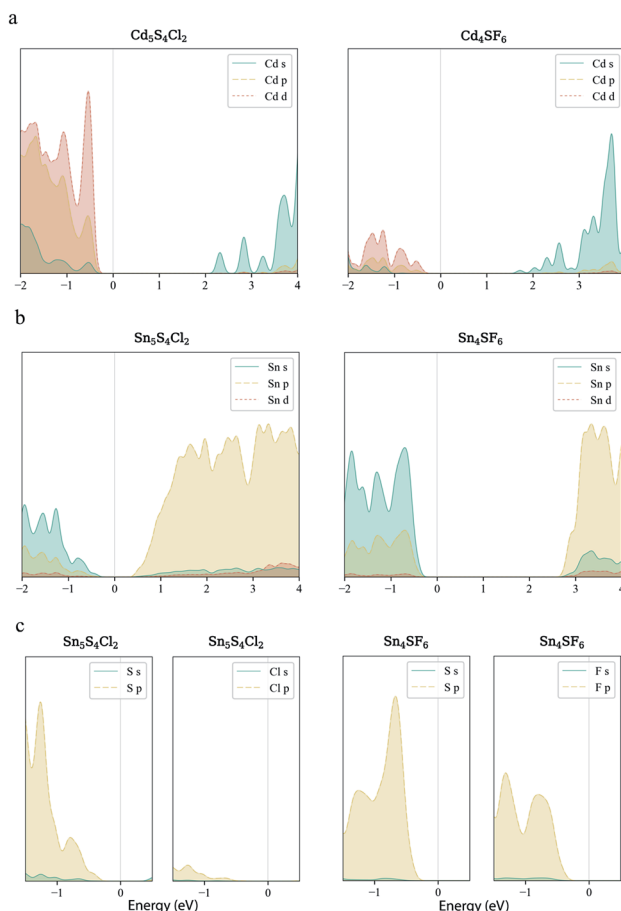 a
Cd₅S₄Cl₂
Cd₄SF₆
Cd s
Cd p
Cd d
Cd s
Cd p
Cd d
−2 −1 0 1 2 3 4
−2 −1 0 1 2 3
b
Sn₅S₄Cl₂
Sn₄SF₆
Sn s
Sn p
Sn d
Sn s
Sn p
Sn d
−2 −1 0 1 2 3 4
−2 −1 0 1 2 3 4
c
Sn₅S₄Cl₂
Sn₅S₄Cl₂
Sn₄SF₆
Sn₄SF₆
S s
S p
Cl s
Cl p
S s
S p
F s
F p
−1 0
−1 0
−1 0
−1 0
Energy (eV)
Energy (eV)